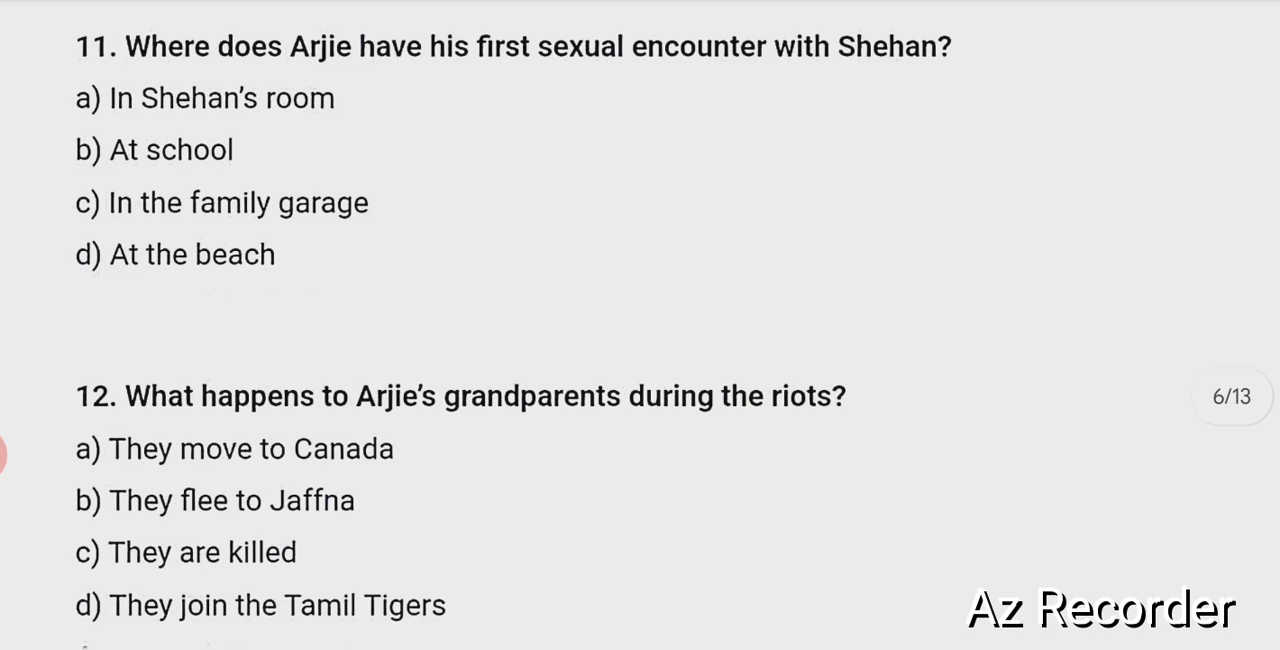 11. Where does Arjie have his first sexual encounter with Shehan?
a) In Shehan’s room
b) At school
c) In the family garage
d) At the beach
12. What happens to Arjie’s grandparents during the riots?
6/13
a) They move to Canada
b) They flee to Jaffna
c) They are killed
d) They join the Tamil Tigers
Az Recorder